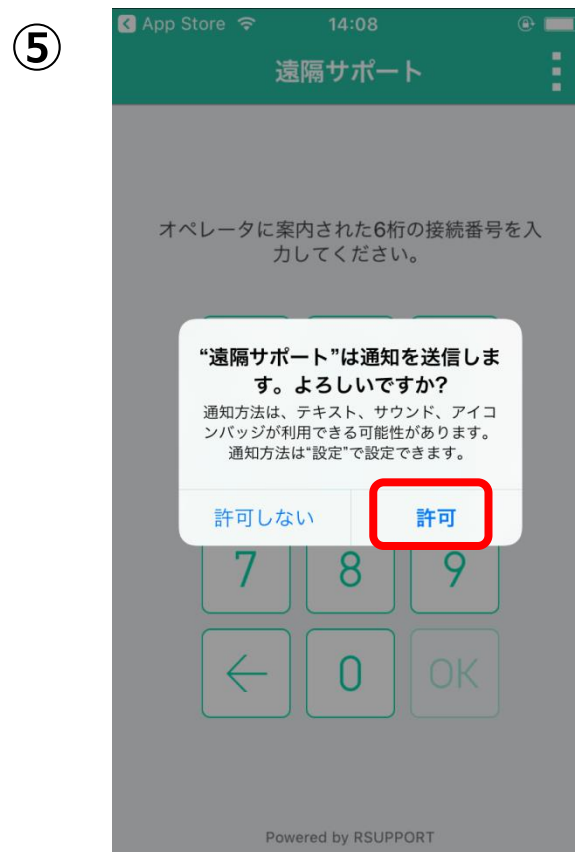 ⑤
App Store 14:08
遠隔サポート
オペレータに案内された6桁の接続番号を入
力してください。
“遠隔サポート”は通知を送信しま
す。よろしいですか?
通知方法は、テキスト、サウンド、アイコ
ンバッジが利用できる可能性があります。
通知方法は“設定”で設定できます。
許可しない 許可
7 8 9
← 0 OK
Powered by RSUPPORT